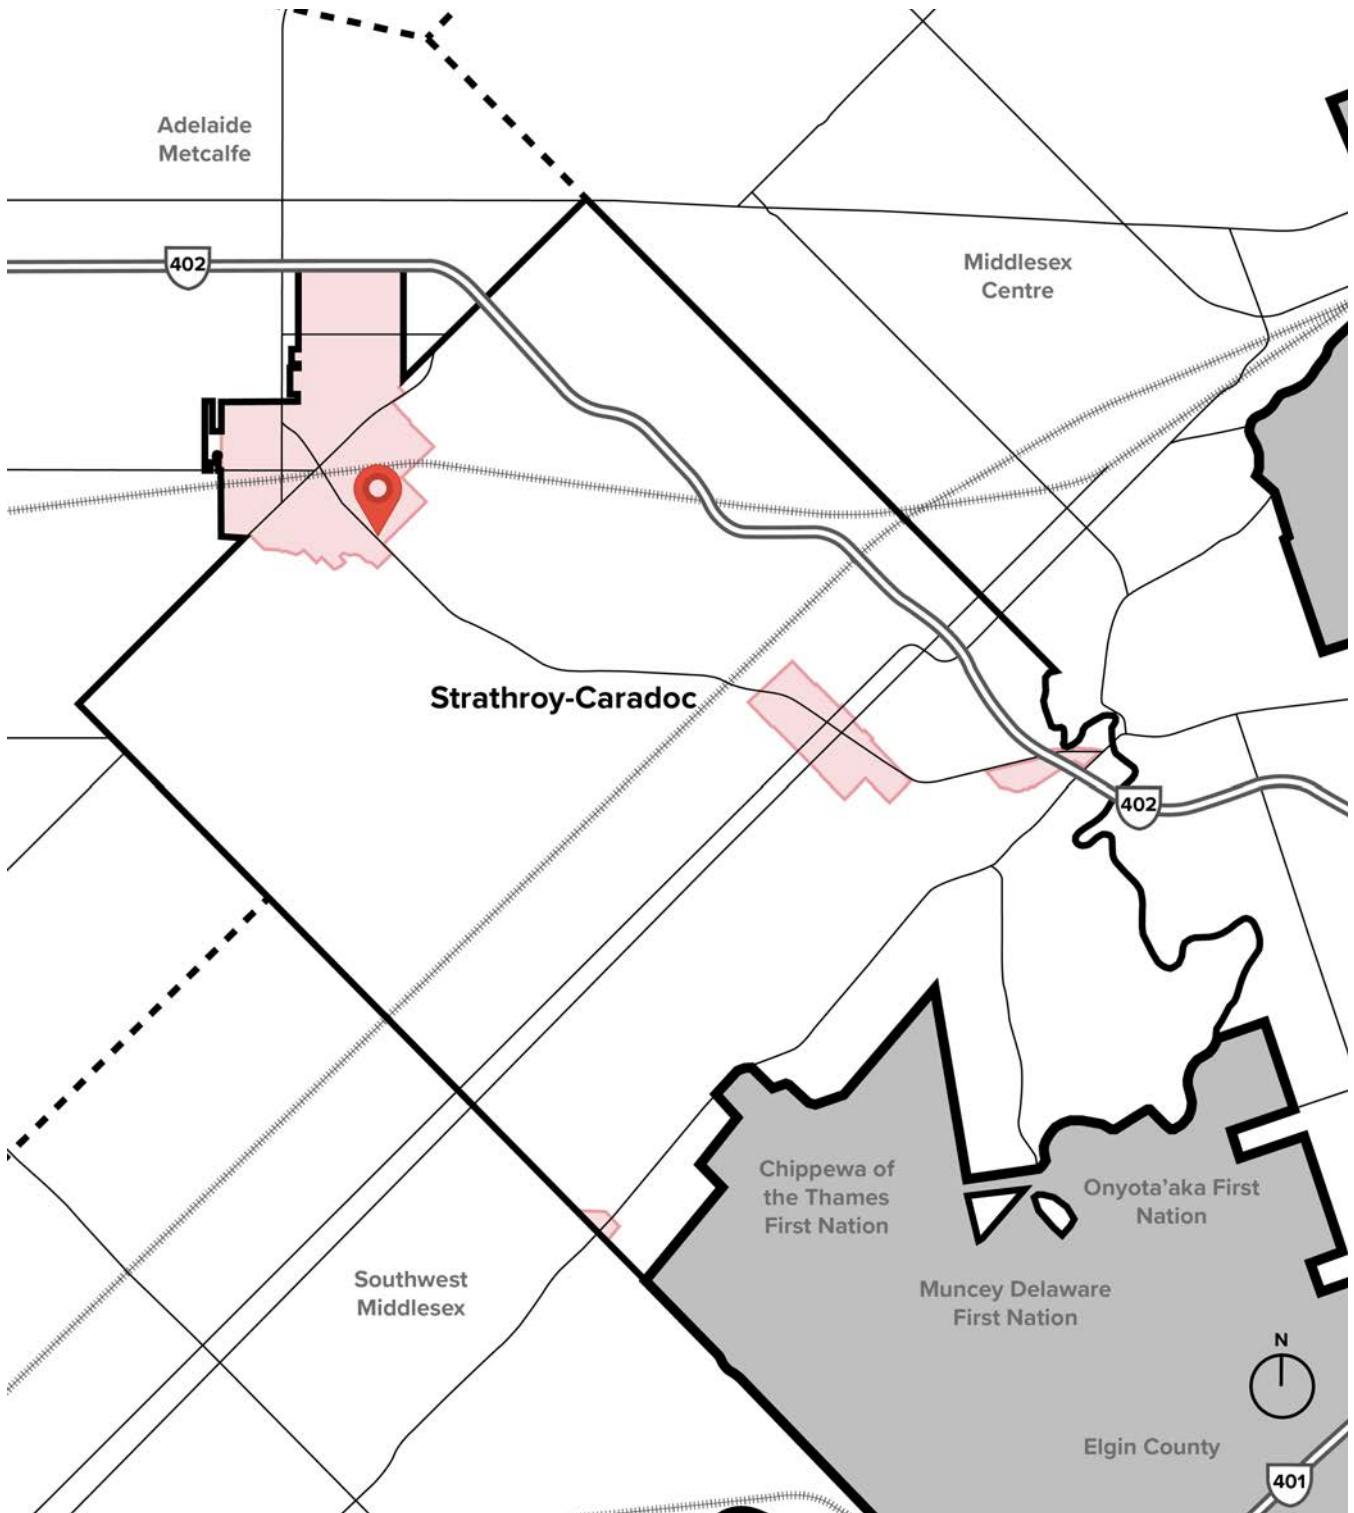 Adelaide
Metcalfe
402
Middlesex
Centre
Strathroy-Caradoc
402
Chippewa of
the Thames
First Nation
Onyota'aka First
Nation
Southwest
Middlesex
Muncey Delaware
First Nation
N
Elgin County
401